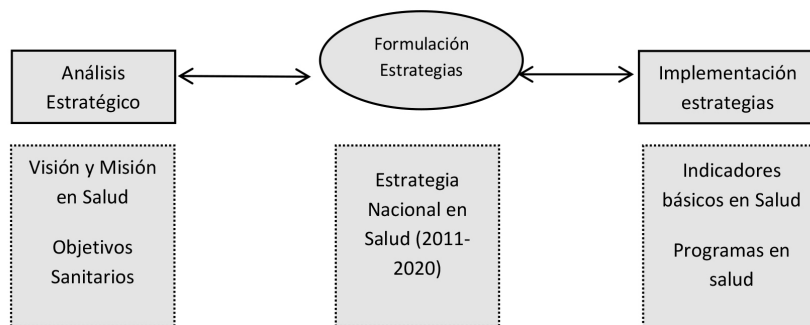 Análisis
Estratégico
Formulación
Estrategias
Implementación
estrategias
Visión y Misión
en Salud
Objetivos
Sanitarios
Estrategia
Nacional en
Salud (2011-
2020)
Indicadores
básicos en Salud
Programas en
salud